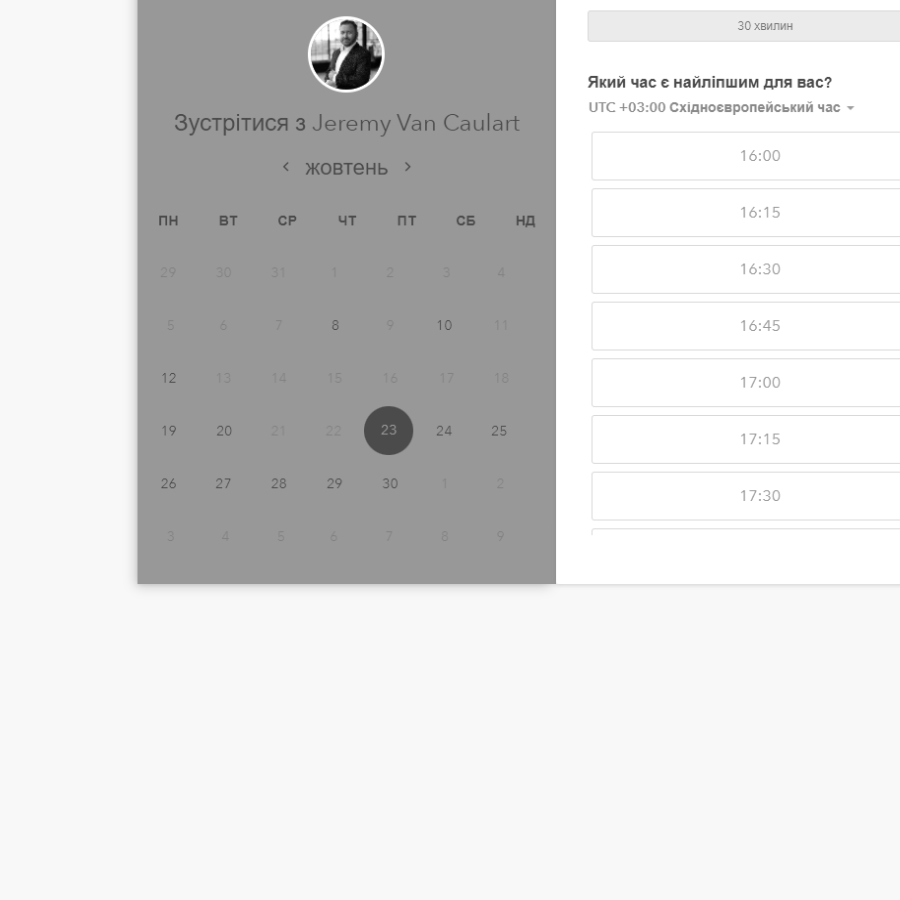 Зустрітися з Jeremy Van Caulart
жовтень
ПН ВТ СР ЧТ ПТ СБ НД
29 30 31 1 2 3 4
5 6 7 8 9 10 11
12 13 14 15 16 17 18
19 20 21 22 23 24 25
26 27 28 29 30 1 2
3 4 5 6 7 8 9
30 хвилин
Який час є найліпшим для вас?
UTC +03:00 Східноєвропейський час
16:00
16:15
16:30
16:45
17:00
17:15
17:30